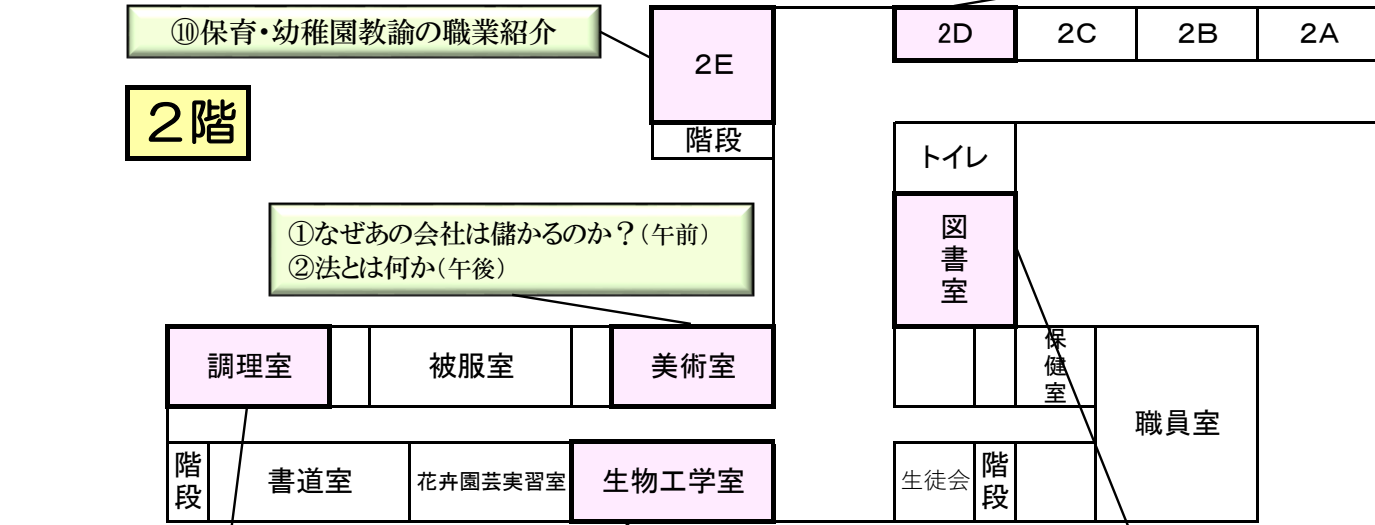 ⑩保育・幼稚園教諭の職業紹介
2E
2D
2C
2B
2A
2階
階段
トイレ
図書室
①なぜあの会社は儲かるのか？（午前）
②法とは何か（午後）
調理室
被服室
美術室
保健室
職員室
階段
書道室
花卉園芸実習室
生物工学室
生徒会
階段